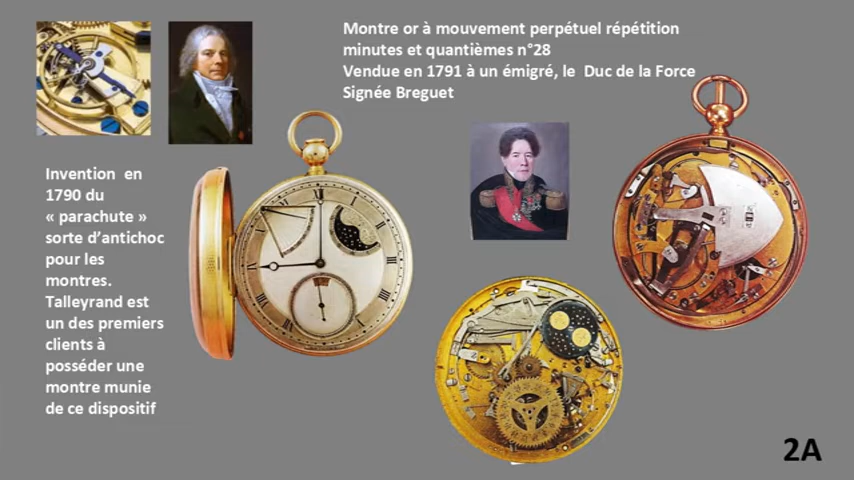 Montre or à mouvement perpétuel répétition
minutes et quantièmes n°28
Vendue en 1791 à un émigré, le Duc de la Force
Signée Breguet
Invention en
1790 du
« parachute »
sorte d'antichoc
pour les
montres.
Talleyrand est
un des premiers
clients à
posséder une
montre munie
de ce dispositif
2A